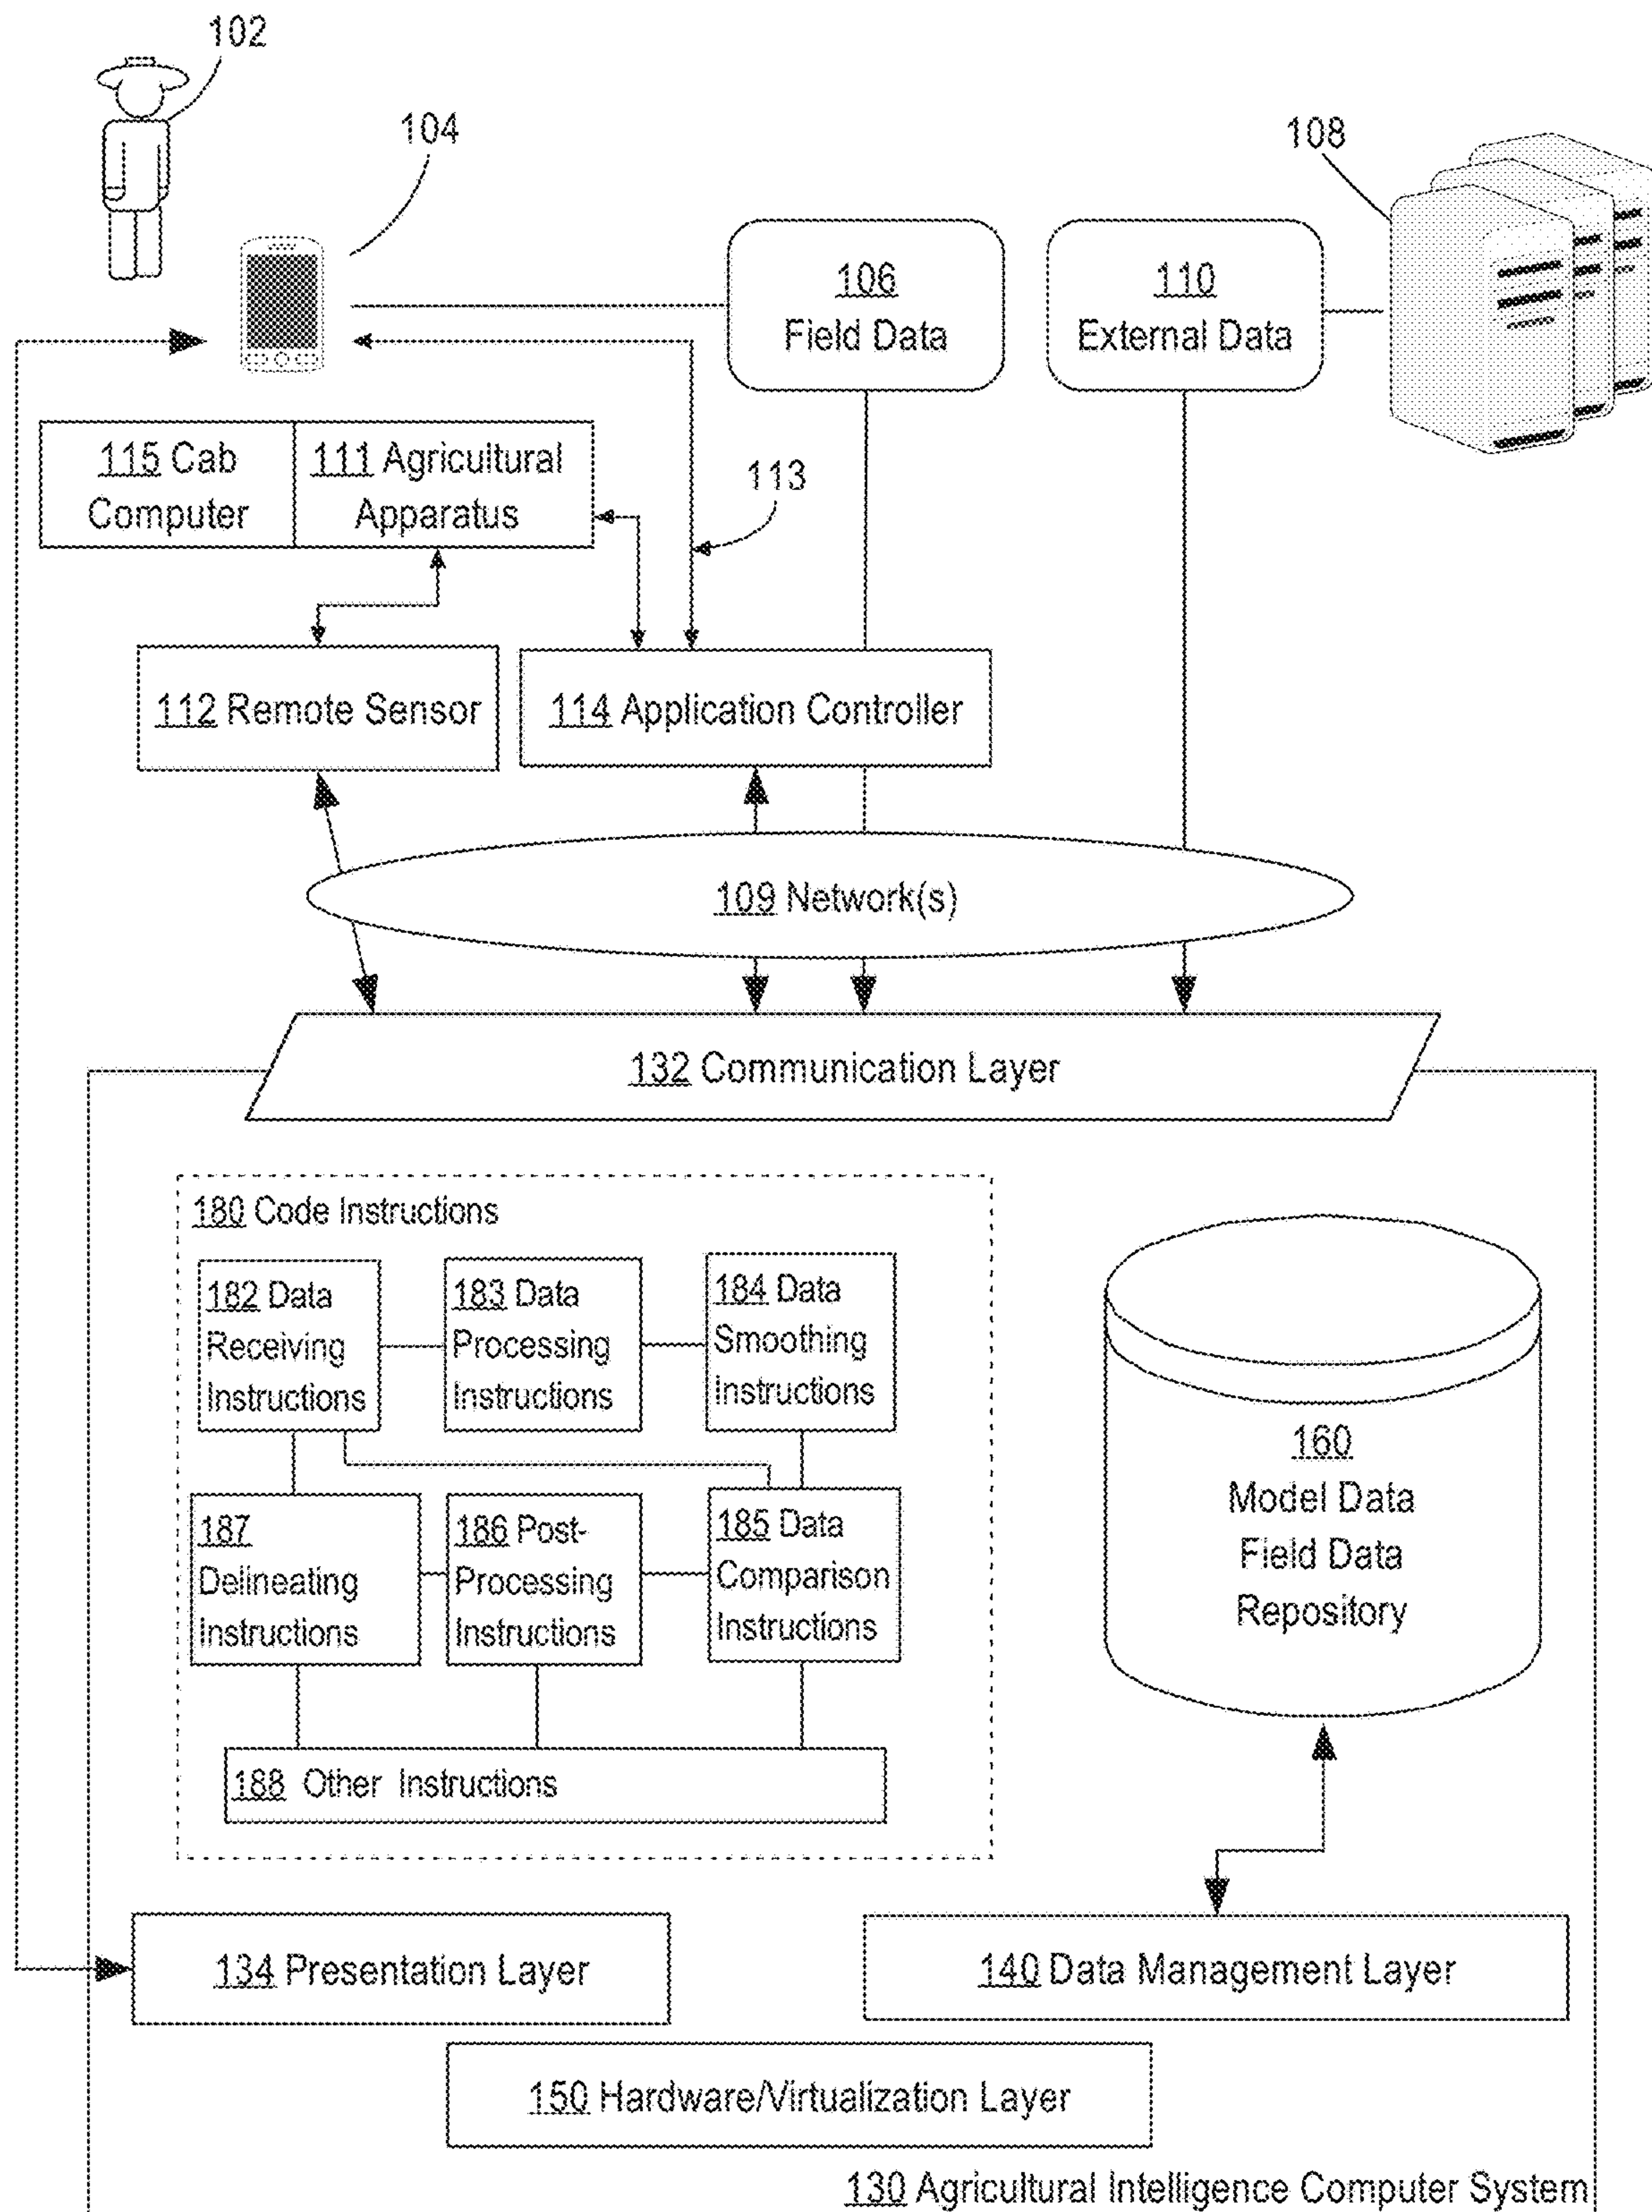 102
104
108
106
Field Data
110
External Data
115 Cab
Computer
111 Agricultural
Apparatus
113
112 Remote Sensor
114 Application Controller
109 Network(s)
132 Communication Layer
180 Code Instructions
182 Data
Receiving
Instructions
183 Data
Processing
Instructions
184 Data
Smoothing
Instructions
187
Delineating
Instructions
186 Post-
Processing
Instructions
185 Data
Comparison
Instructions
188 Other Instructions
160
Model Data
Field Data
Repository
134 Presentation Layer
140 Data Management Layer
150 Hardware/Virtualization Layer
130 Agricultural Intelligence Computer System